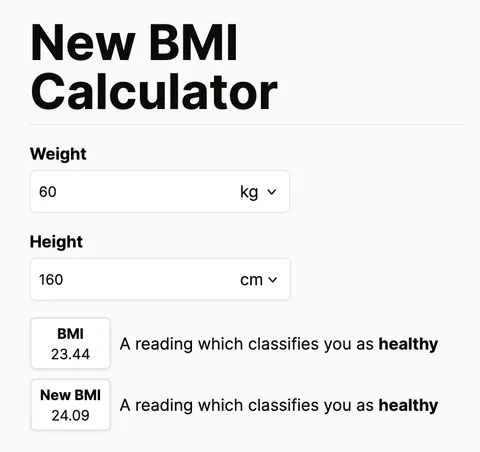 New BMI
Calculator
Weight
60 kg
Height
160 cm
BMI
23.44
A reading which classifies you as healthy
New BMI
24.09
A reading which classifies you as healthy